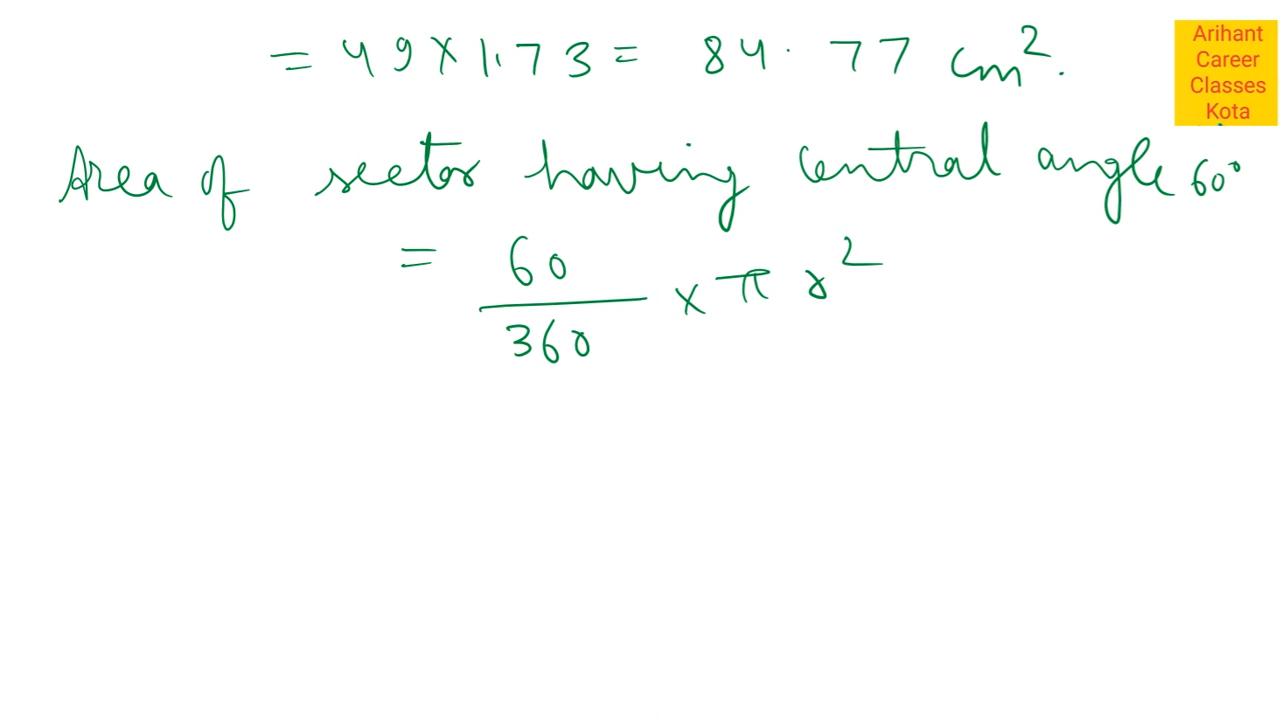 = 49 × 1.73 = 84.77 cm².
Arihant
Career
Classes
Kota
Area of sector having central angle 60°
= 60/360 × π r²